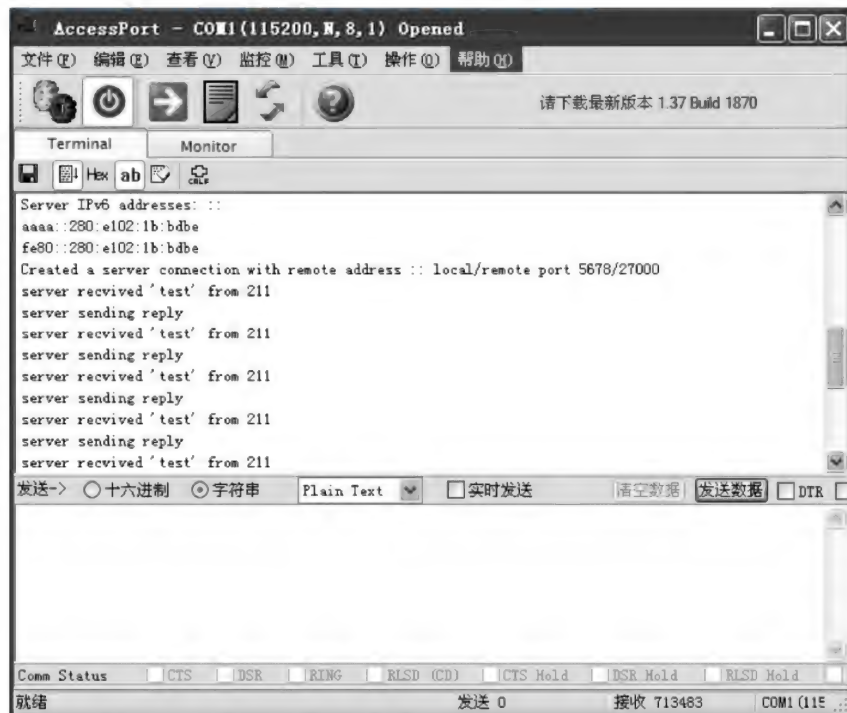 AccessPort - COM1(115200,N,8,1) Opened
文件(F) 编辑(E) 查看(V) 监控(M) 工具(T) 操作(O) 帮助(H)
请下载最新版本 1.37 Build 1870
Terminal Monitor
Hex ab CRLF
Server IPv6 addresses: ::
aaaa::280:e102:1b:bdbe
fe80::280:e102:1b:bdbe
Created a server connection with remote address :: local/remote port 5678/27000
server recvived 'test' from 211
server sending reply
server recvived 'test' from 211
server sending reply
server recvived 'test' from 211
server sending reply
server recvived 'test' from 211
server sending reply
server recvived 'test' from 211
发送-> 十六进制 字符串 Plain Text 实时发送 清空数据 发送数据 DTR
Comm Status CTS DSR RING RLSD (CD) CTS Hold DSR Hold RLSD Hold
就绪 发送 0 接收 713483 COM1(115